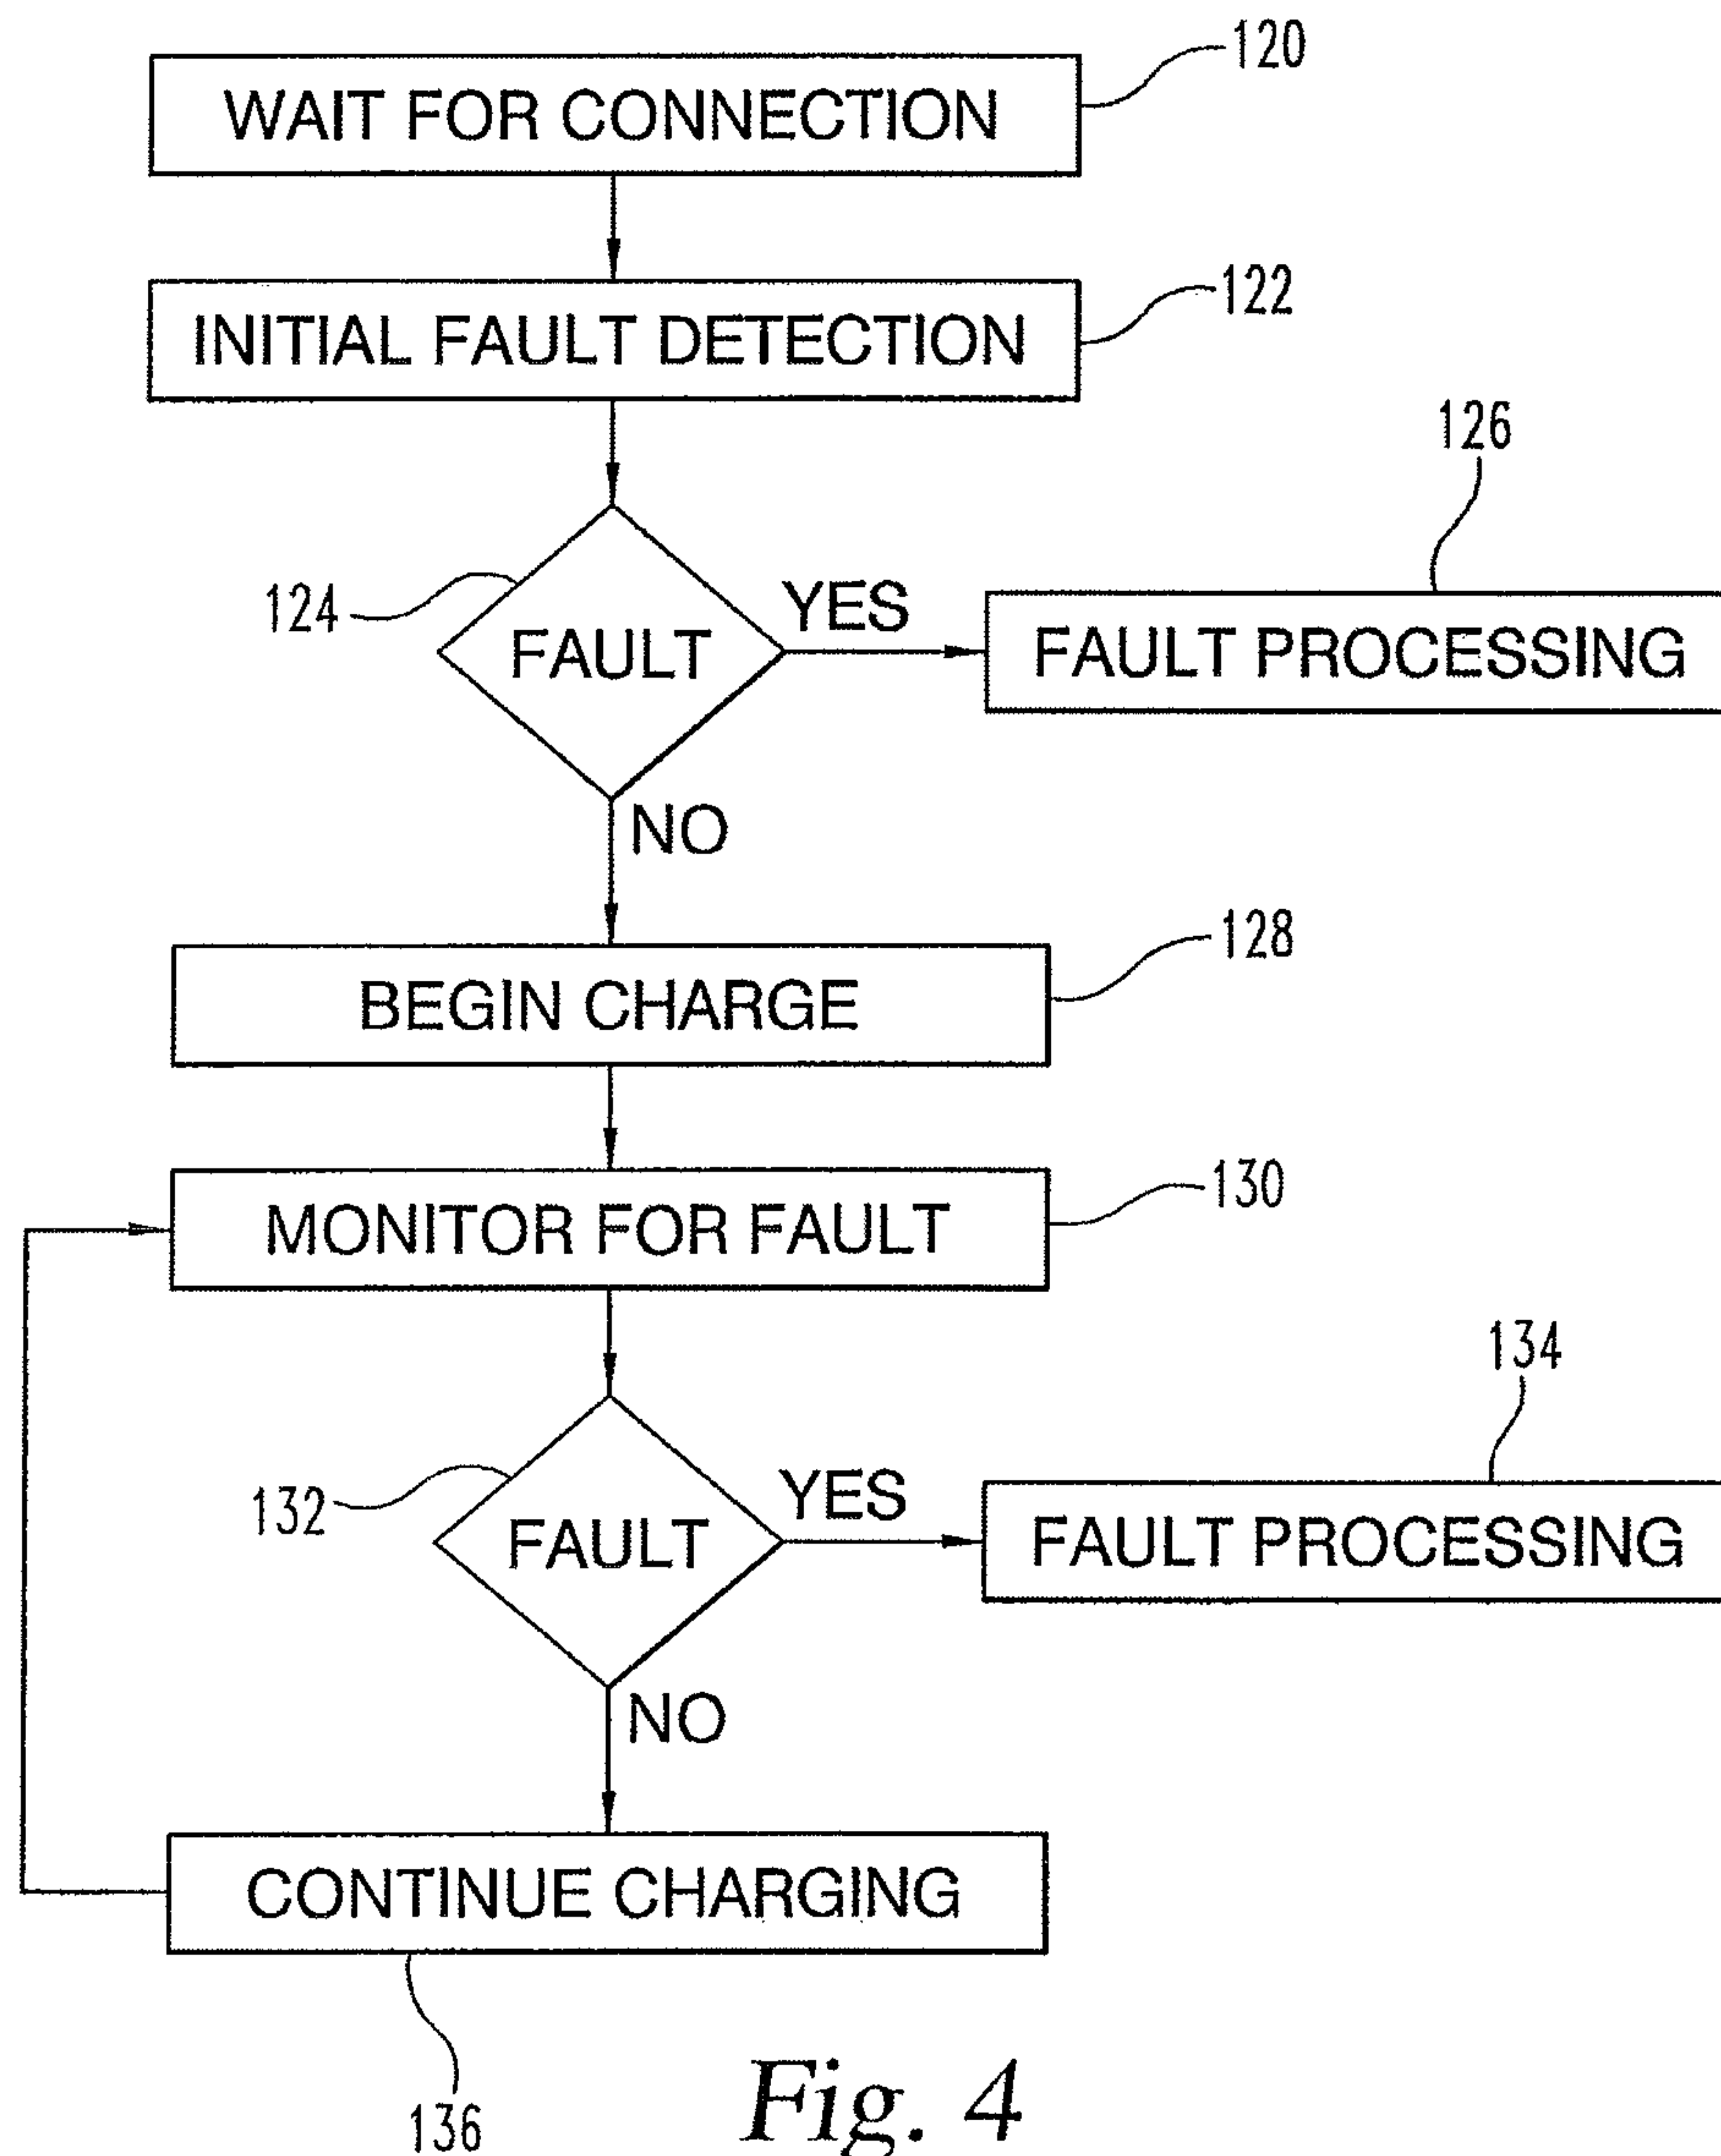 120
WAIT FOR CONNECTION
122
INITIAL FAULT DETECTION
126
124
FAULT
YES
FAULT PROCESSING
NO
128
BEGIN CHARGE
130
MONITOR FOR FAULT
134
132
FAULT
YES
FAULT PROCESSING
NO
CONTINUE CHARGING
136
Fig. 4